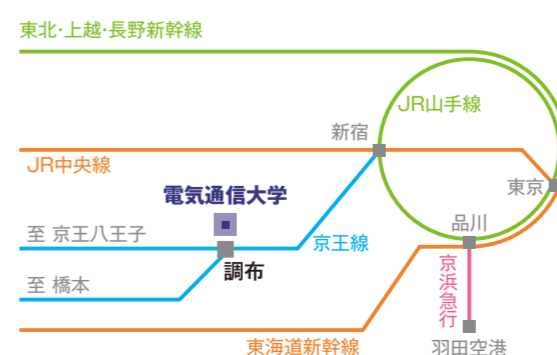 東北・上越・長野新幹線
JR山手線
新宿
JR中央線
東京
電気通信大学
品川
至 京王八王子
京王線
調布
京浜急行
至 橋本
東海道新幹線
羽田空港